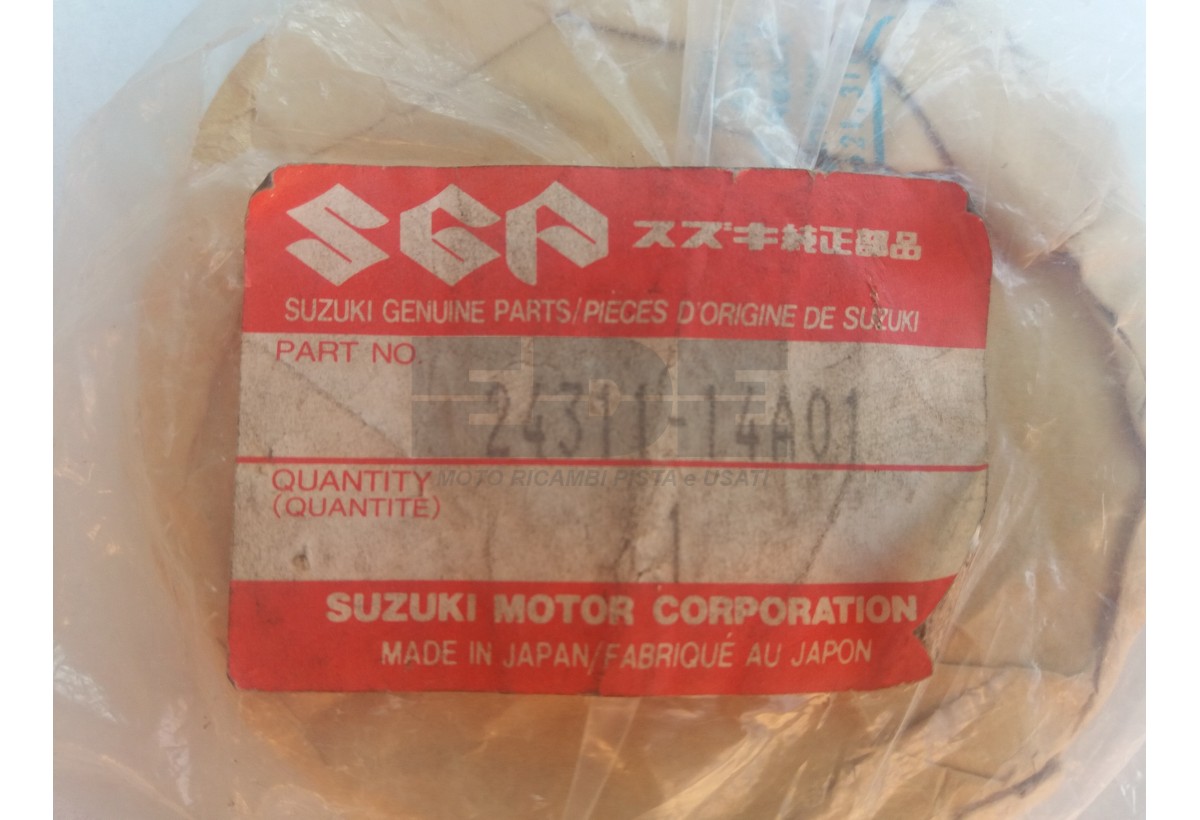 SGP スズキ純正部品
SUZUKI GENUINE PARTS/PIECES D'ORIGINE DE SUZUKI
PART NO.
24311-14A01
QUANTITY
(QUANTITE)
MOTO RICAMBI PISTA e USATI
1
SUZUKI MOTOR CORPORATION
MADE IN JAPAN/FABRIQUÉ AU JAPON